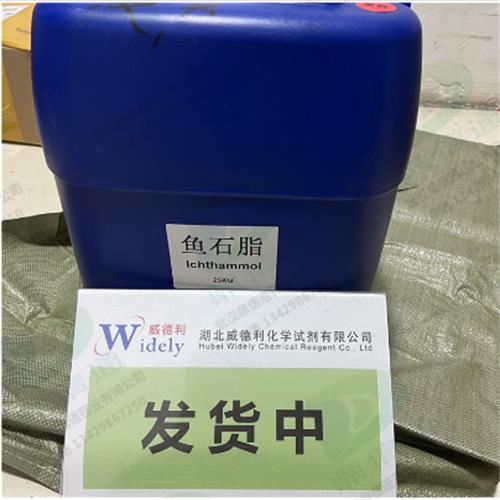 鱼石脂
Ichthammol
25KG
威德利
Widely
湖北威德利化学试剂有限公司
Hubei Widely Chemical Reagent Co., Ltd
发货中
13429867250